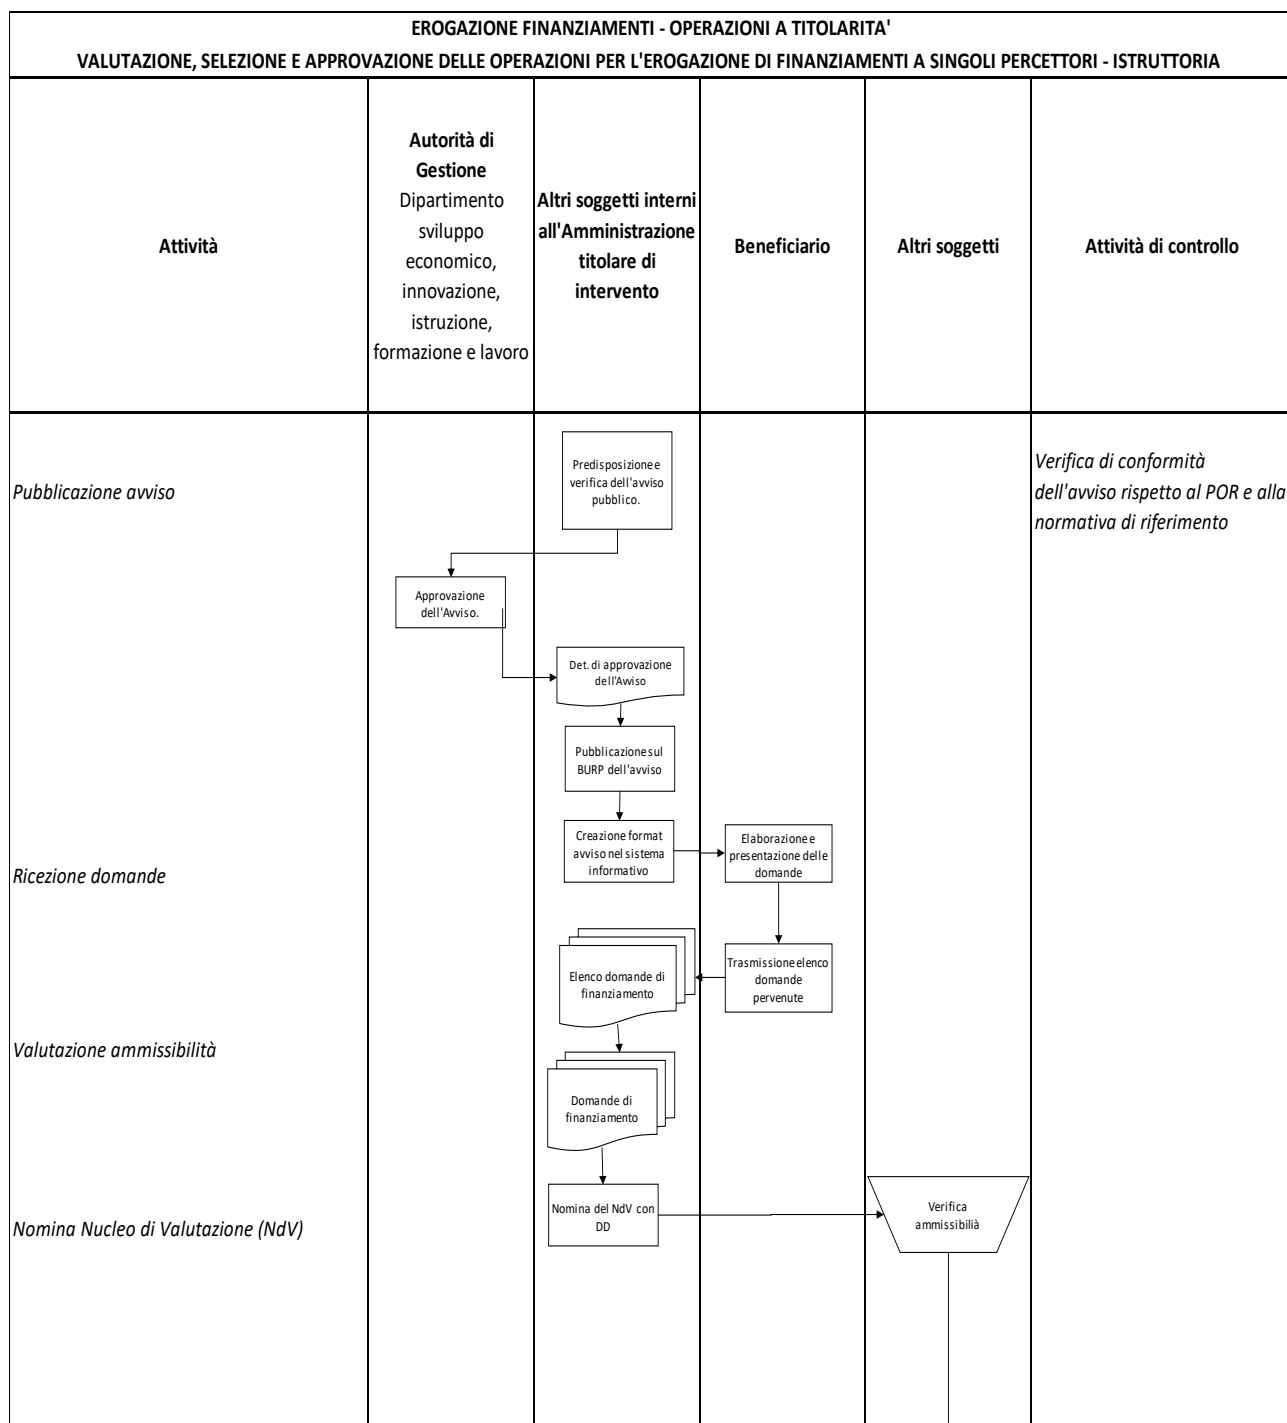 EROGAZIONE FINANZIAMENTI - OPERAZIONI A TITOLARITA'
VALUTAZIONE, SELEZIONE E APPROVAZIONE DELLE OPERAZIONI PER L'EROGAZIONE DI FINANZIAMENTI A SINGOLI PERCETTORI - ISTRUTTORIA
Attività
Autorità di
Gestione
Dipartimento
sviluppo
economico,
innovazione,
istruzione,
formazione e lavoro
Altri soggetti interni
all'Amministrazione
titolare di
intervento
Beneficiario
Altri soggetti
Attività di controllo
Pubblicazione avviso
Predisposizione e
verifica dell'avviso
pubblico.
Verifica di conformità
dell'avviso rispetto al POR e alla
normativa di riferimento
Approvazione
dell'Avviso.
Det. di approvazione
dell'Avviso
Pubblicazione sul
BURP dell'avviso
Ricezione domande
Creazione format
avviso nel sistema
informativo
Elaborazione e
presentazione delle
domande
Elenco domande di
finanziamento
Trasmissione elenco
domande
pervenute
Valutazione ammissibilità
Domande di
finanziamento
Nomina Nucleo di Valutazione (NdV)
Nomina del NdV con
DD
Verifica
ammissibilià